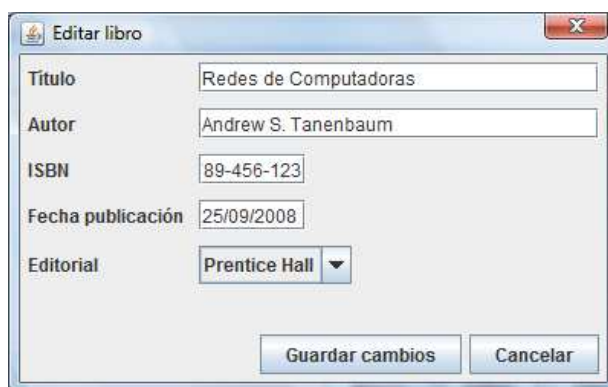 Editar libro
Título Redes de Computadoras
Autor Andrew S. Tanenbaum
ISBN 89-456-123
Fecha publicación 25/09/2008
Editorial Prentice Hall
Guardar cambios Cancelar